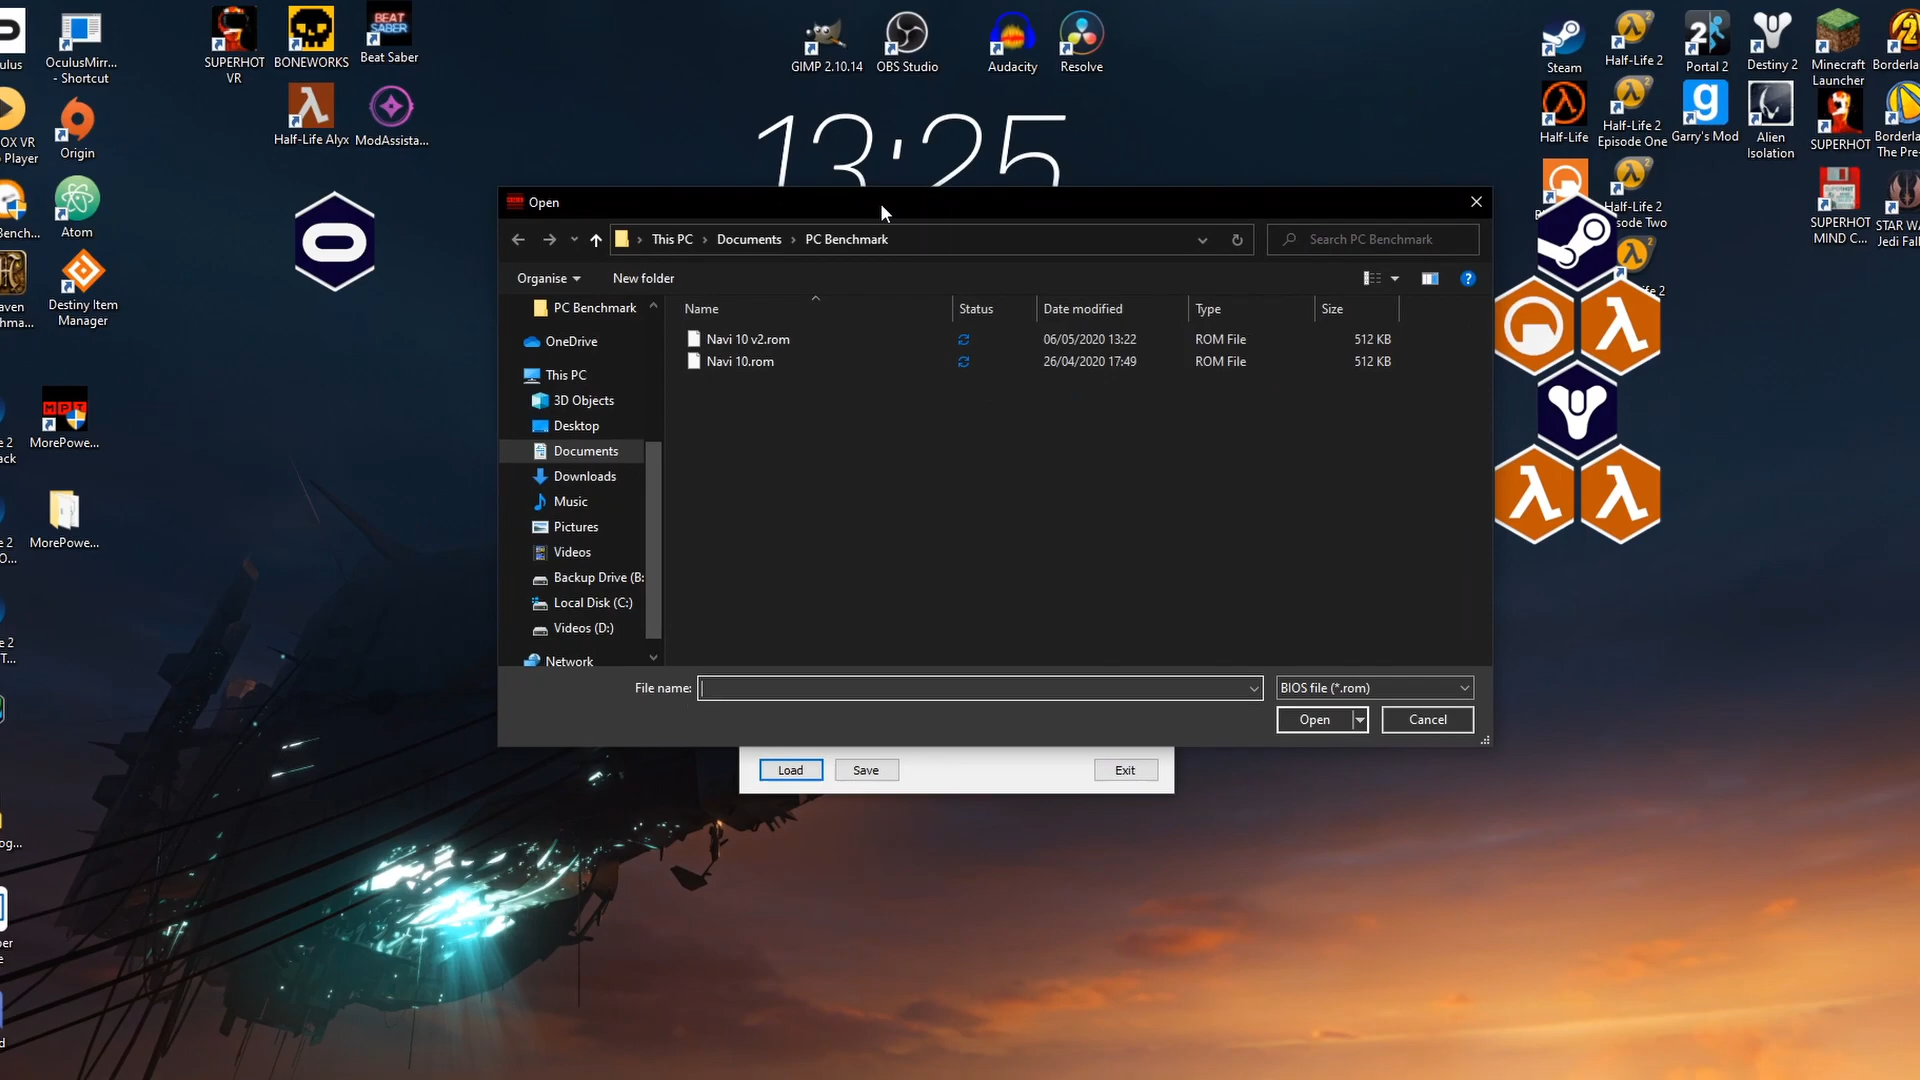 OculusMirr...
- Shortcut
SUPERHOT
VR
BONEWORKS
BEAT
SABER
Beat Saber
GIMP 2.10.14
OBS Studio
Audacity
Resolve
Steam
Half-Life 2
2
Portal 2
Destiny 2
Minecraft
Launcher
Borderla
Player
Origin
Half-Life Alyx
ModAssista...
13:25
Half-Life
Half-Life 2
Episode One
g
Garry's Mod
Alien
Isolation
SUPERHOT
Borderla
The Pre-
Atom
Half-Life 2
SUPERHOT
MIND C...
STAR WA
Jedi Fall
Destiny Item
Manager
MPT
MorePowe...
MorePowe...
Open
This PC
Documents
PC Benchmark
Search PC Benchmark
Organise
New folder
Name
Status
Date modified
Type
Size
Navi 10 v2.rom
06/05/2020 13:22
ROM File
512 KB
Navi 10.rom
26/04/2020 17:49
ROM File
512 KB
PC Benchmark
OneDrive
This PC
3D Objects
Desktop
Documents
Downloads
Music
Pictures
Videos
Backup Drive (B:
Local Disk (C:)
Videos (D:)
Network
File name:
BIOS file (*.rom)
Open
Cancel
Load
Save
Exit